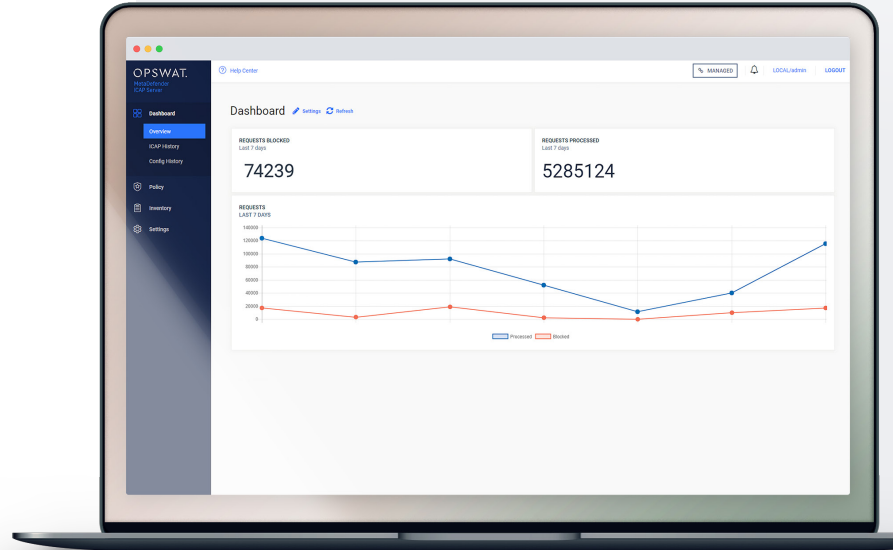 OPSWAT.
MetaDefender
ICAP Server
Help Center
MANAGED
LOCAL/admin
LOGOUT
Dashboard
Overview
ICAP History
Config History
Policy
Inventory
Settings
Dashboard Settings Refresh
REQUESTS BLOCKED
Last 7 days
74239
REQUESTS PROCESSED
Last 7 days
5285124
REQUESTS
LAST 7 DAYS
140000
120000
100000
80000
60000
40000
20000
0
Processed Blocked